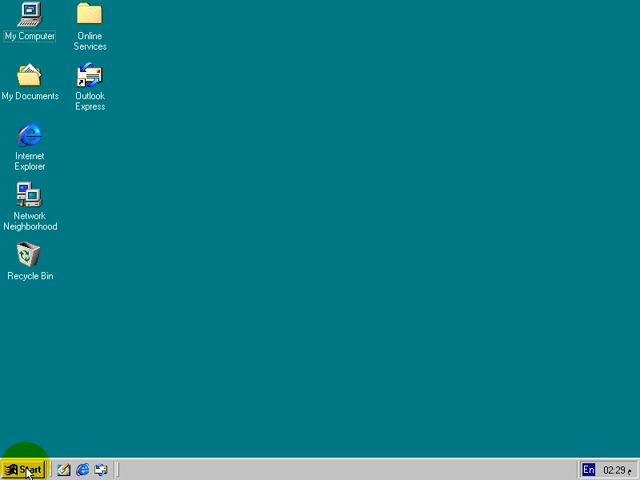 My Computer
Online
Services
My Documents
Outlook
Express
Internet
Explorer
Network
Neighborhood
Recycle Bin
Start
En
02:29 م